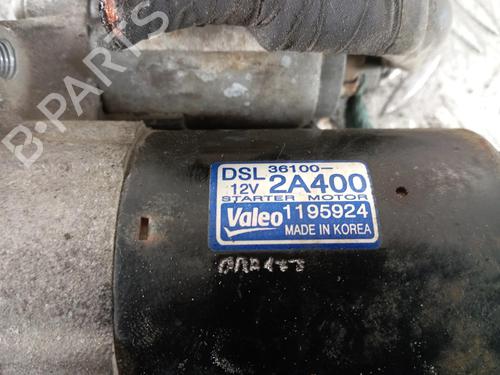 B-PARTS
DSL 36100-
12V 2A400
STARTER MOTOR
Valeo 1195924
MADE IN KOREA